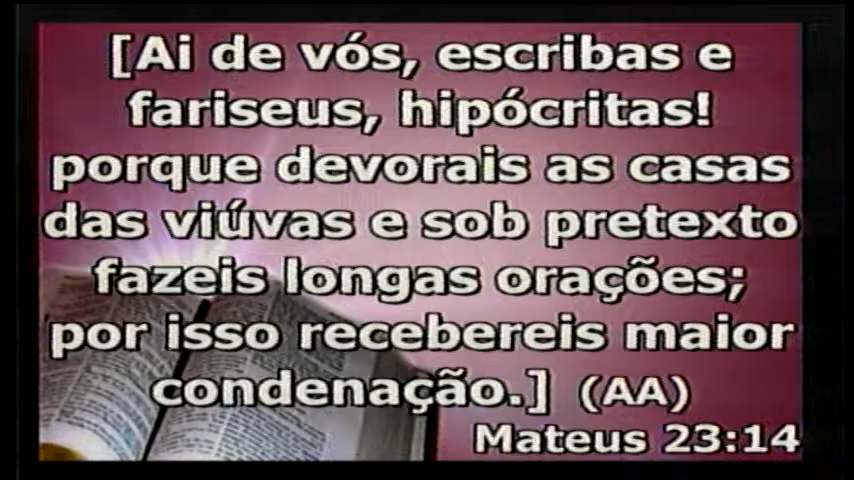 [Ai de vós, escribas e
fariseus, hipócritas!
porque devorais as casas
das viúvas e sob pretexto
fazeis longas orações;
por isso recebereis maior
condenação.] (AA)
Mateus 23:14